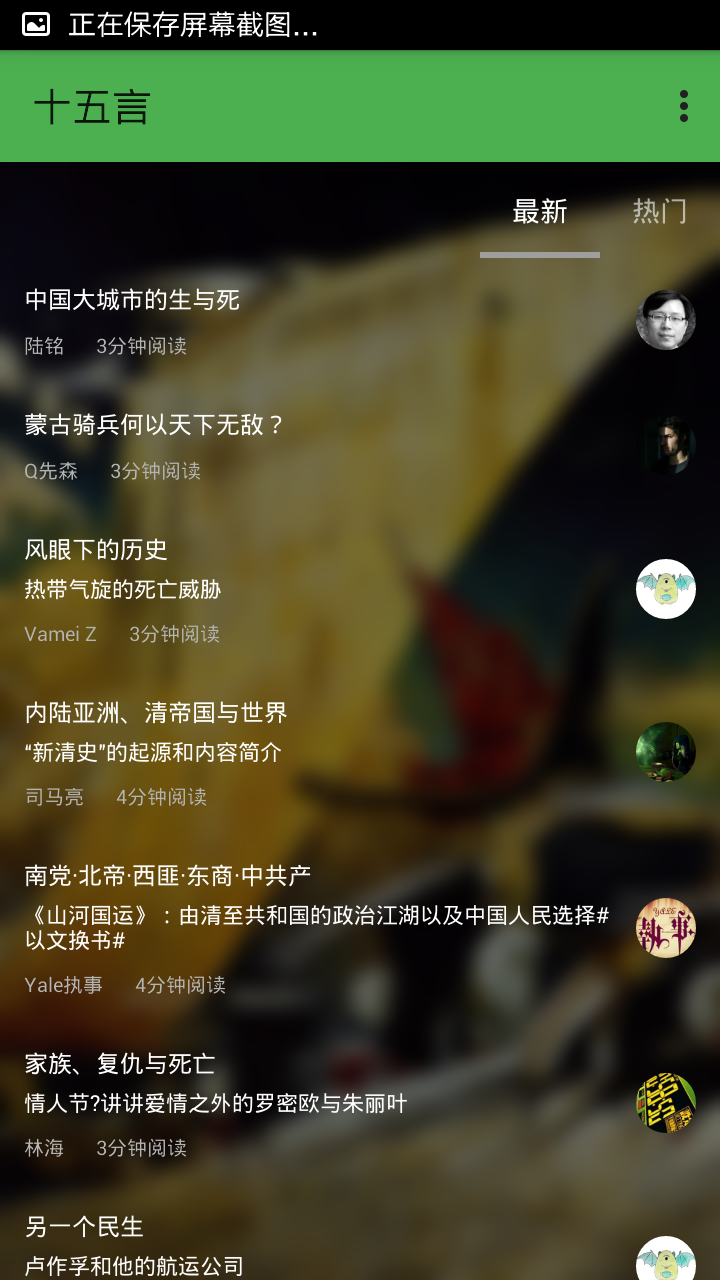 正在保存屏幕截图...
十五言
最新 热门
中国大城市的生与死
陆铭 3分钟阅读
蒙古骑兵何以天下无敌？
Q先森 3分钟阅读
风眼下的历史
热带气旋的死亡威胁
Vamei Z 3分钟阅读
内陆亚洲、清帝国与世界
“新清史”的起源和内容简介
司马亮 4分钟阅读
南党·北帝·西匪·东商·中共产
《山河国运》：由清至共和国的政治江湖以及中国人民选择#
以文换书#
YALE
执事
Yale执事 4分钟阅读
家族、复仇与死亡
情人节?讲讲爱情之外的罗密欧与朱丽叶
林海 3分钟阅读
另一个民生
卢作孚和他的航运公司